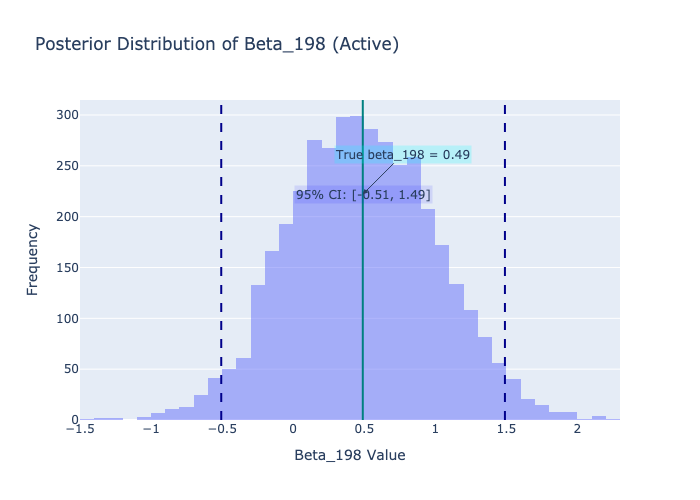 Posterior Distribution of Beta_198 (Active)
300
True beta_198 = 0.49
250
95% CI: [-0.51, 1.49]
200
150
100
50
0
Frequency
−1.5 −1 −0.5 0 0.5 1 1.5 2
Beta_198 Value